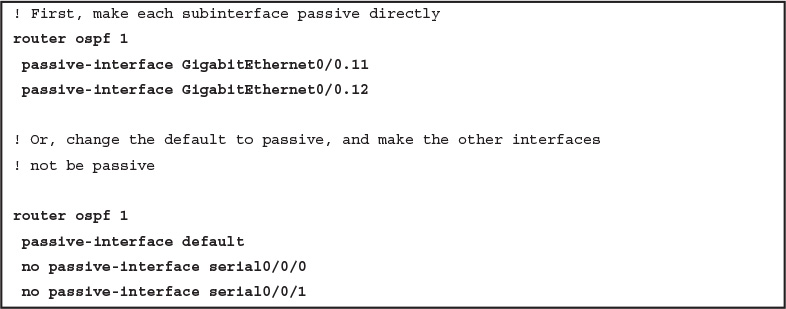 ! First, make each subinterface passive directly
router ospf 1
 passive-interface GigabitEthernet0/0.11
 passive-interface GigabitEthernet0/0.12

! Or, change the default to passive, and make the other interfaces
! not be passive

router ospf 1
 passive-interface default
 no passive-interface serial0/0/0
 no passive-interface serial0/0/1